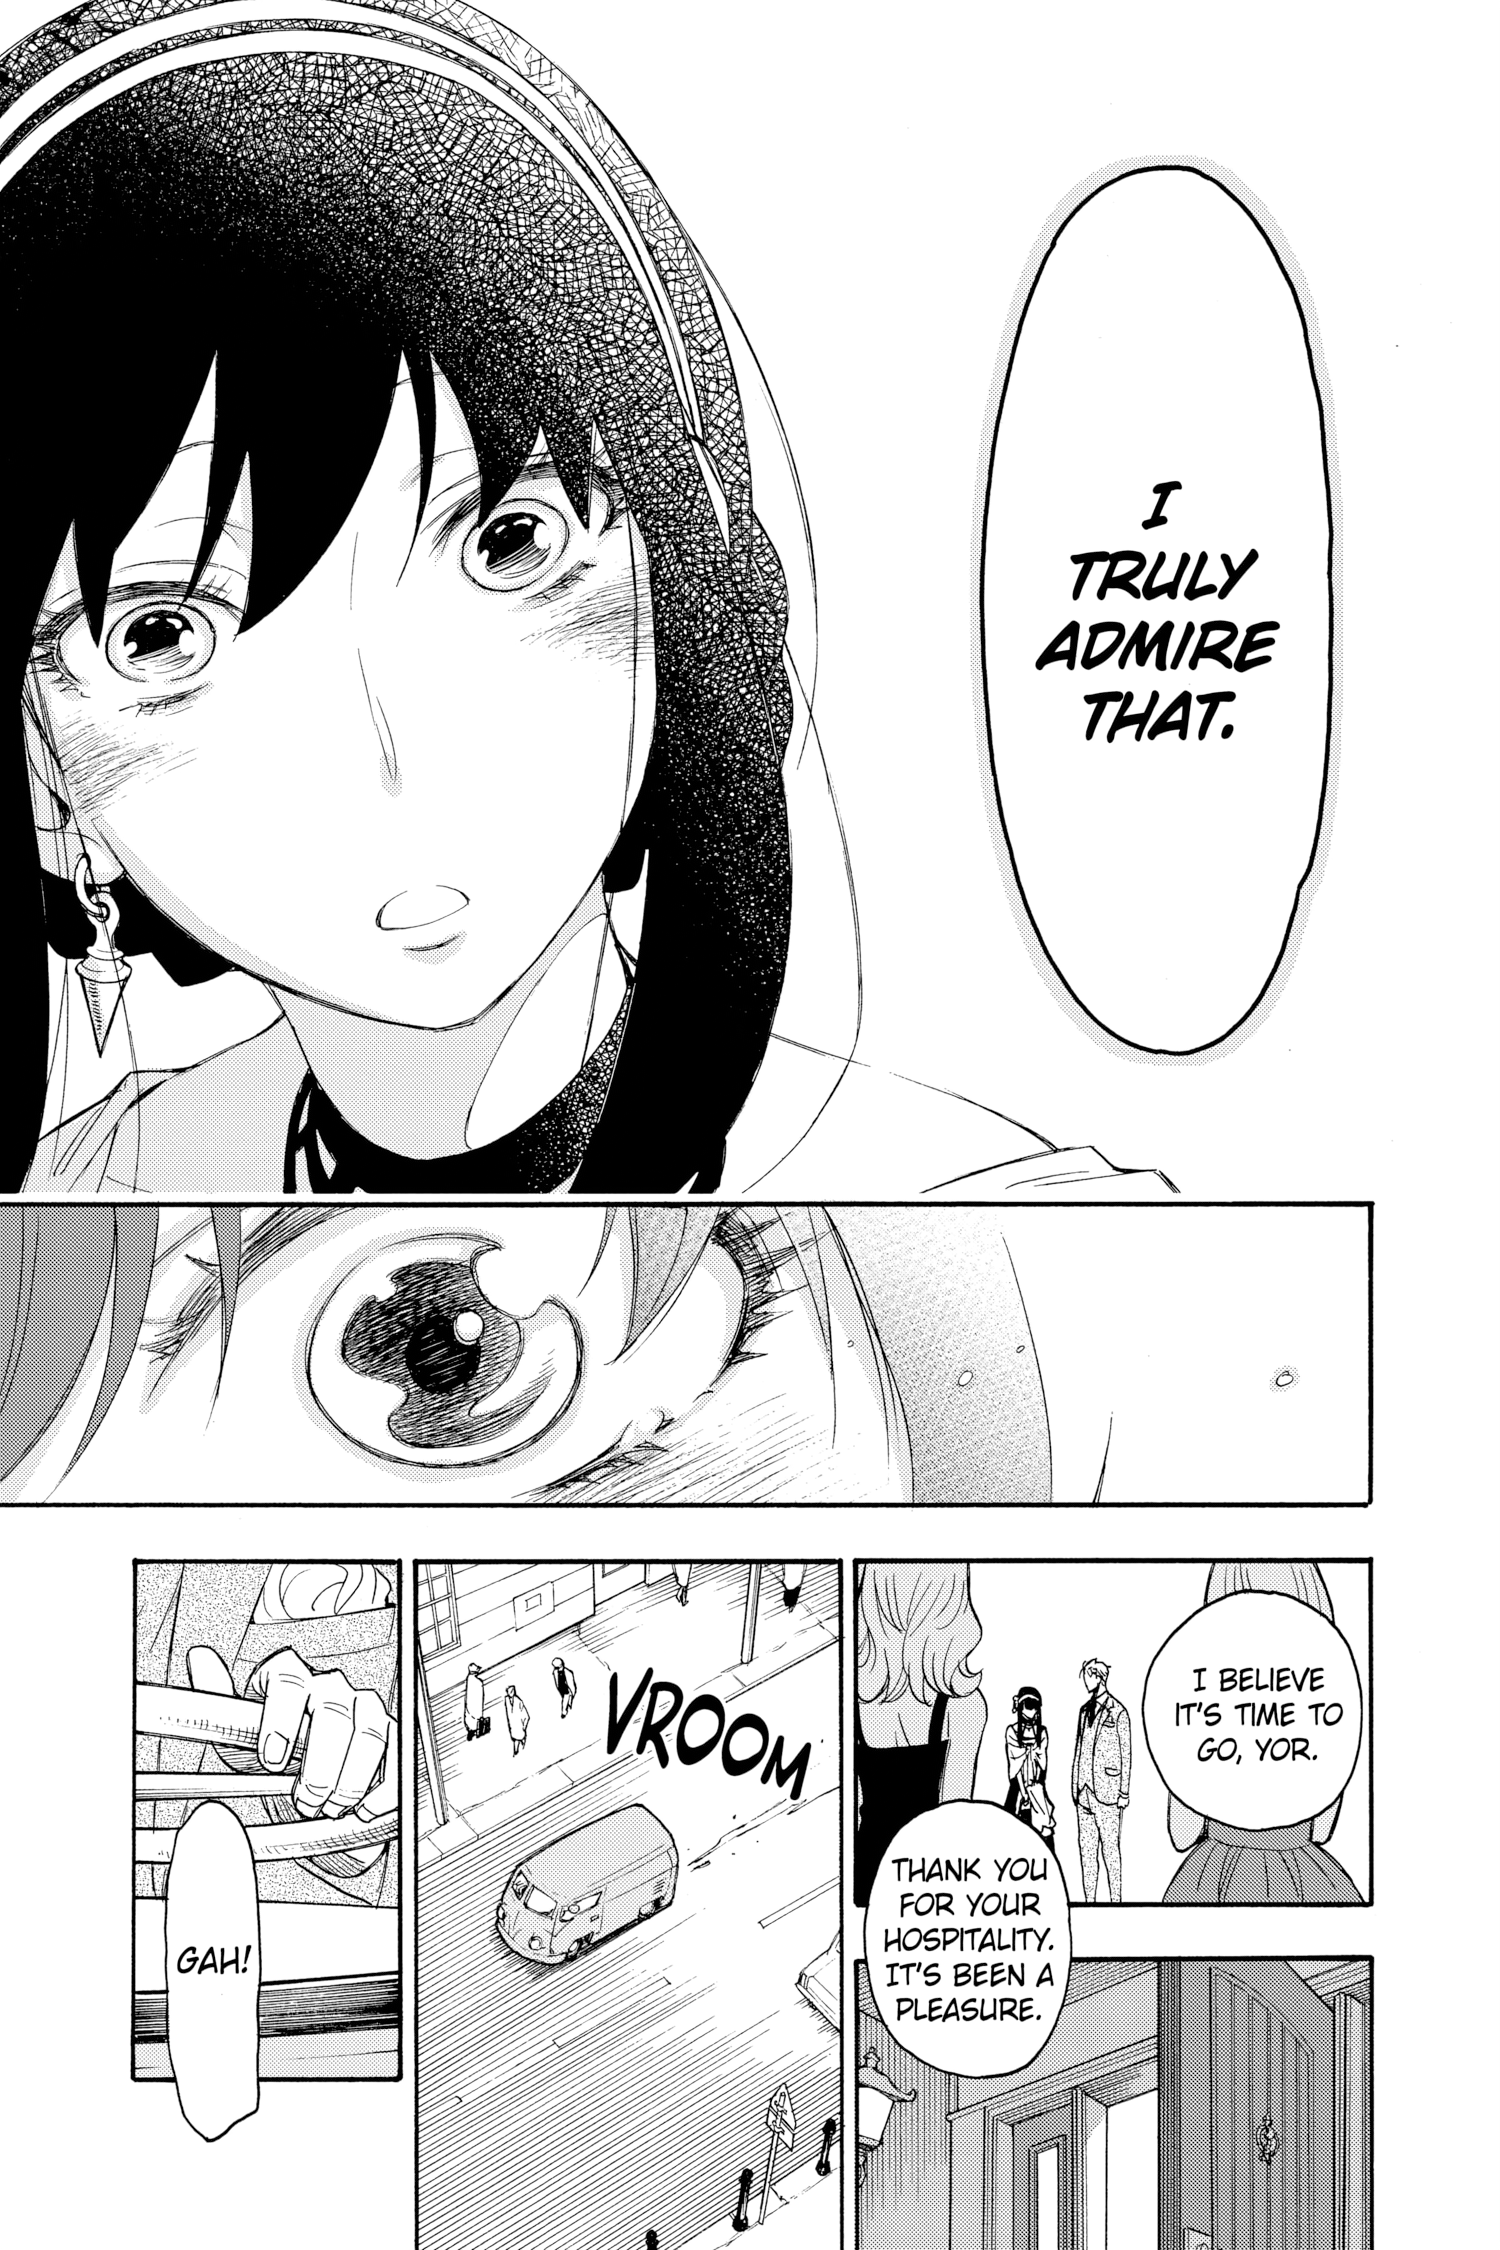 I
TRULY
ADMIRE
THAT.
I BELIEVE
IT'S TIME TO
GO, YOR.
THANK YOU
FOR YOUR
HOSPITALITY.
IT'S BEEN A
PLEASURE.
VROOM
GAH!